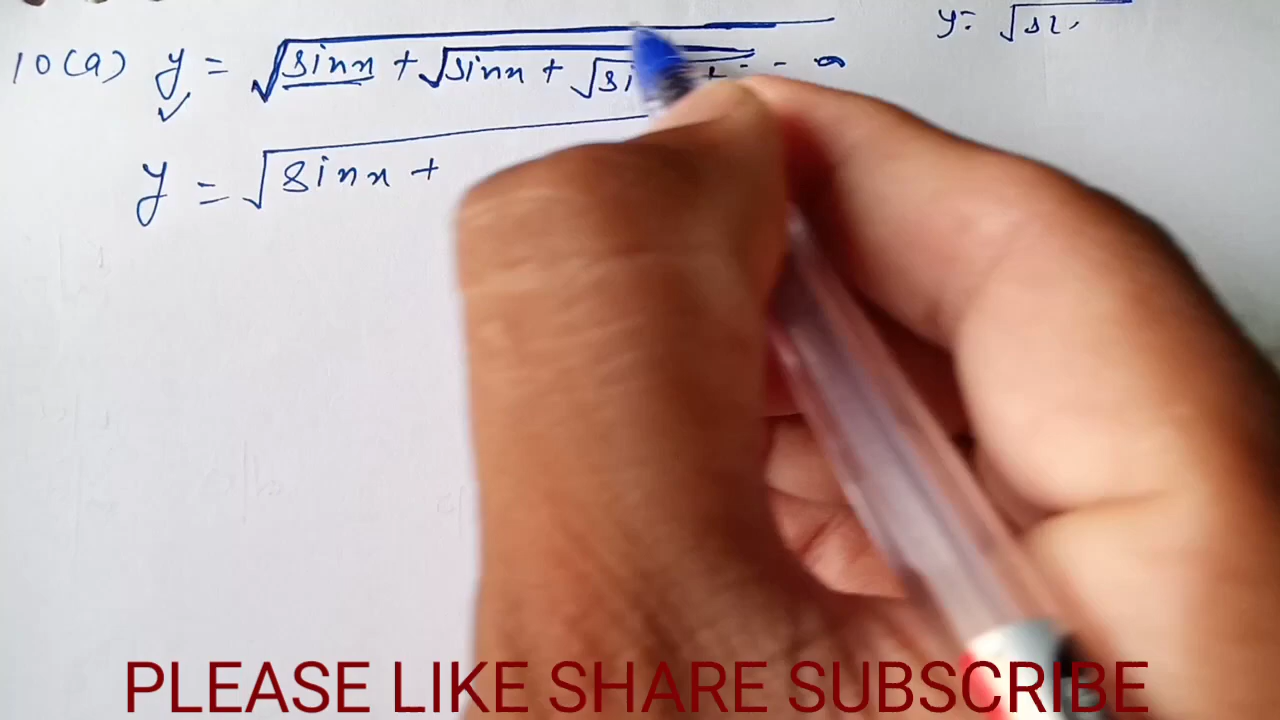 10(a) y = √sinx + √sinx + √si + - - ∞
y = √si
y = √sinx +
PLEASE LIKE SHARE SUBSCRIBE